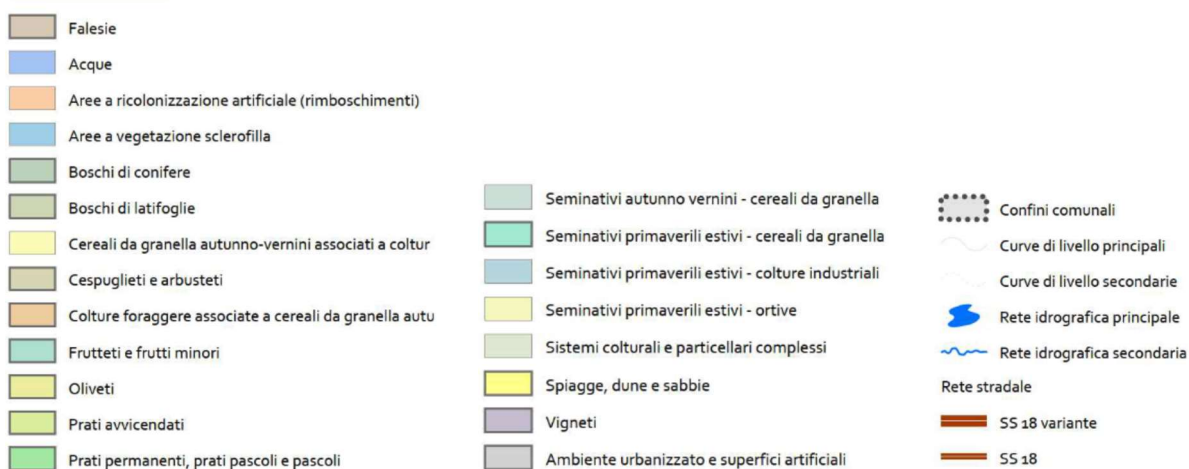 Falesie
Acque
Aree a ricolonizzazione artificiale (rimboschimenti)
Aree a vegetazione sclerofilla
Boschi di conifere
Boschi di latifoglie
Cereali da granella autunno-vernini associati a coltur
Cespuglieti e arbusteti
Colture foraggere associate a cereali da granella autu
Frutteti e frutti minori
Oliveti
Prati avvicendati
Prati permanenti, prati pascoli e pascoli
Seminativi autunno vernini - cereali da granella
Seminativi primaverili estivi - cereali da granella
Seminativi primaverili estivi - colture industriali
Seminativi primaverili estivi - ortive
Sistemi colturali e particellari complessi
Spiagge, dune e sabbie
Vigneti
Ambiente urbanizzato e superfici artificiali
Confini comunali
Curve di livello principali
Curve di livello secondarie
Rete idrografica principale
Rete idrografica secondaria
Rete stradale
SS 18 variante
SS 18